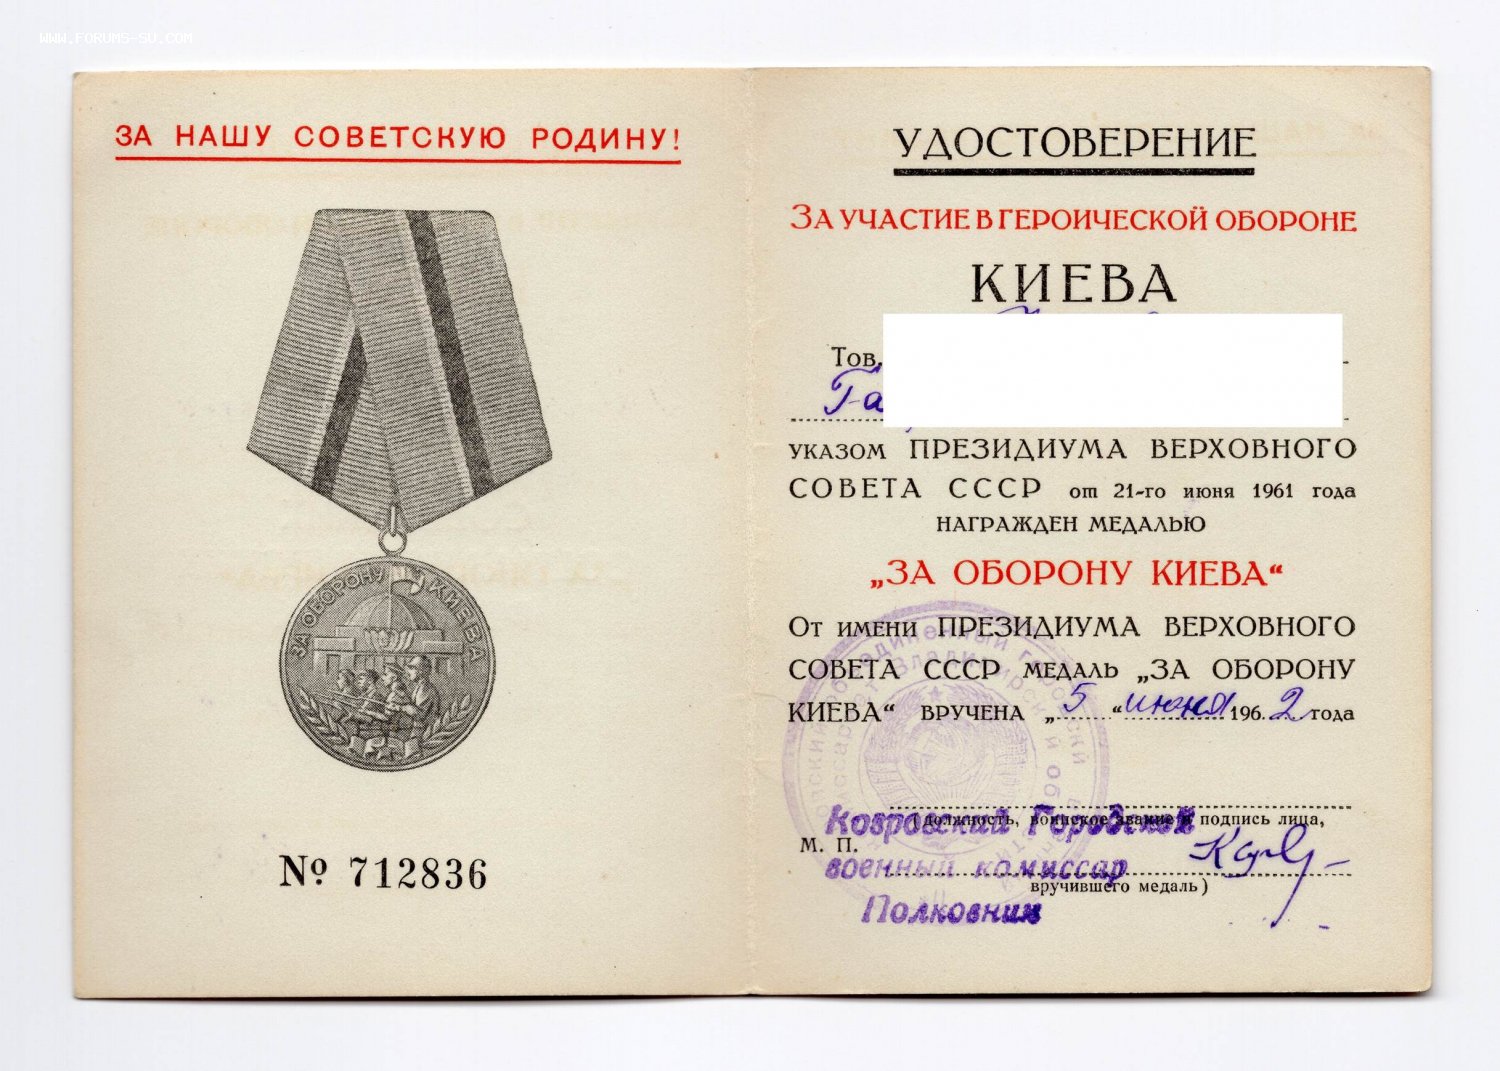 WWW.FORUMS-SU.COM
ЗА НАШУ СОВЕТСКУЮ РОДИНУ!
ЗА ОБОРОНУ КИЕВА
№ 712836
УДОСТОВЕРЕНИЕ
ЗА УЧАСТИЕ В ГЕРОИЧЕСКОЙ ОБОРОНЕ
КИЕВА
Тов.
Га
УКАЗОМ ПРЕЗИДИУМА ВЕРХОВНОГО
СОВЕТА СССР от 21-го июня 1961 года
НАГРАЖДЕН МЕДАЛЬЮ
„ЗА ОБОРОНУ КИЕВА“
ОТ ИМЕНИ ПРЕЗИДИУМА ВЕРХОВНОГО
СОВЕТА СССР МЕДАЛЬ „ЗА ОБОРОНУ
КИЕВА“ ВРУЧЕНА „5“ июня 1962 года
(должность, воинское звание и подпись лица,
Ковровский Городской
М. П.
военный комиссар
вручившего медаль)
Полковник